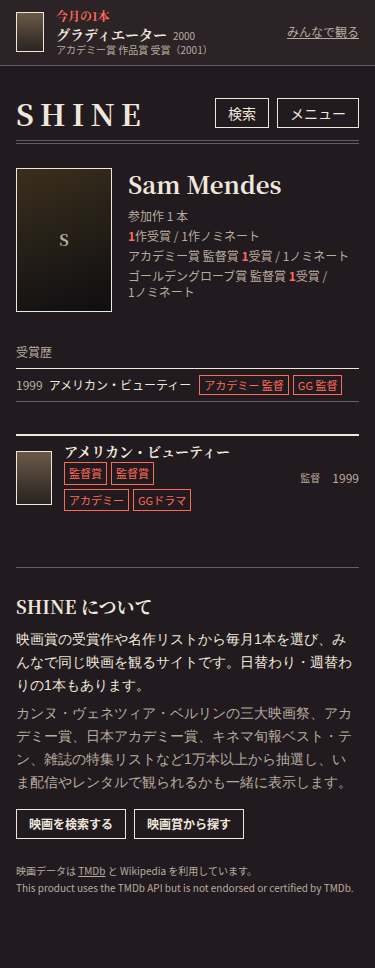 今月の1本
グラディエーター 2000
アカデミー賞 作品賞 受賞（2001）
みんなで観る
SHINE
検索
メニュー
S
Sam Mendes
参加作 1 本
1作受賞 / 1作ノミネート
アカデミー賞 監督賞 1受賞 / 1ノミネート
ゴールデングローブ賞 監督賞 1受賞 /
1ノミネート
受賞歴
1999 アメリカン・ビューティー アカデミー 監督 GG 監督
アメリカン・ビューティー
監督賞 監督賞
アカデミー GGドラマ
監督 1999
SHINE について
映画賞の受賞作や名作リストから毎月1本を選び、み
んなで同じ映画を観るサイトです。日替わり・週替わ
りの1本もあります。
カンヌ・ヴェネツィア・ベルリンの三大映画祭、アカ
デミー賞、日本アカデミー賞、キネマ旬報ベスト・テ
ン、雑誌の特集リストなど1万本以上から抽選し、い
ま配信やレンタルで観られるかも一緒に表示します。
映画を検索する
映画賞から探す
映画データは TMDb と Wikipedia を利用しています。
This product uses the TMDb API but is not endorsed or certified by TMDb.